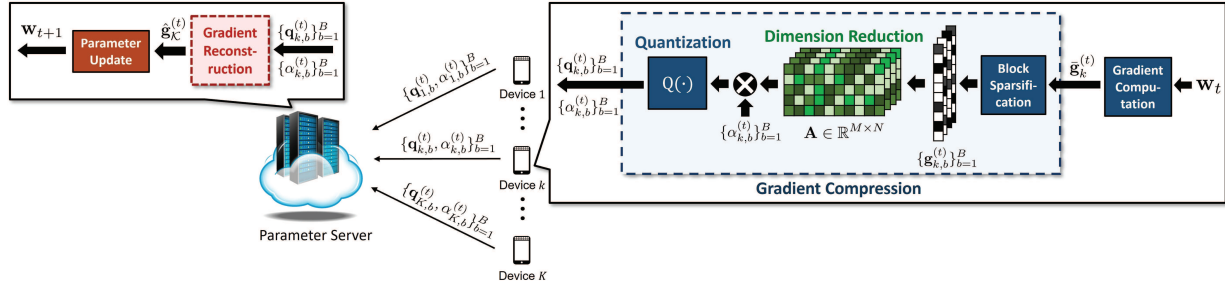 w_{t+1}
Parameter
Update
ĝ_𝒦^{(t)}
Gradient
Reconst-
ruction
{q_{k,b}^{(t)}}_{b=1}^B
{α_{k,b}^{(t)}}_{b=1}^B
Parameter Server
{q_{1,b}^{(t)}, α_{1,b}^{(t)}}_{b=1}^B
{q_{k,b}^{(t)}, α_{k,b}^{(t)}}_{b=1}^B
{q_{K,b}^{(t)}, α_{K,b}^{(t)}}_{b=1}^B
Device 1
Device k
Device K
{q_{k,b}^{(t)}}_{b=1}^B
{α_{k,b}^{(t)}}_{b=1}^B
Quantization
Q(·)
{α_{k,b}^{(t)}}_{b=1}^B
Dimension Reduction
A ∈ ℝ^{M×N}
{g_{k,b}^{(t)}}_{b=1}^B
Block
Sparsifi-
cation
ḡ_k^{(t)}
Gradient
Compu-
tation
w_t
Gradient Compression